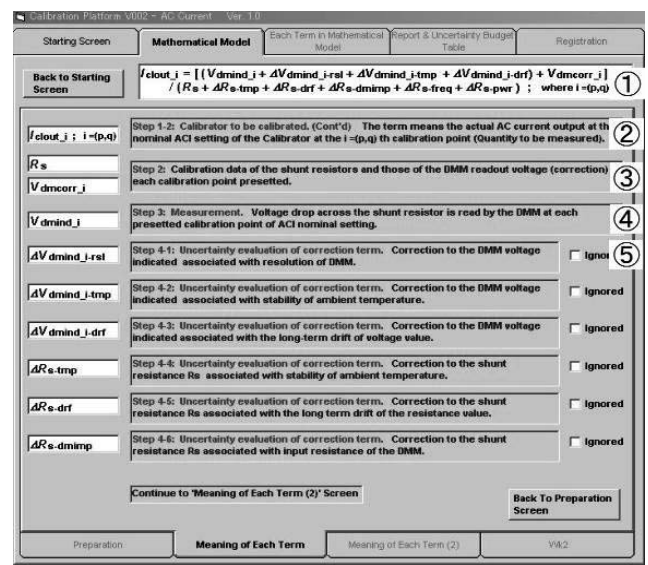 Calibration Platform V002 - AC Current Ver. 1.0
Starting Screen
Mathematical Model
Each Term in Mathematical Model
Report & Uncertainty Budget Table
Registration
Back to Starting
Screen
Iclout_i = [ ( Vdmind_i + ΔVdmind_i-rsl + ΔVdmind_i-tmp + ΔVdmind_i-drf) + Vdmcorr_i ]
/ ( Rs + ΔRs-tmp + ΔRs-drf + ΔRs-dmimp + ΔRs-freq + ΔRs-pwr ) ; where i =(p,q)
①
Iclout_i ; i =(p,q)
Step 1-2: Calibrator to be calibrated. (Cont'd) The term means the actual AC current output at th
nominal ACI setting of the Calibrator at the i =(p,q) th calibration point (Quantity to be measured).
②
Rs
Vdmcorr_i
Step 2: Calibration data of the shunt resistors and those of the DMM readout voltage (correction)
each calibration point presetted.
③
Vdmind_i
Step 3: Measurement. Voltage drop across the shunt resistor is read by the DMM at each
presetted calibration point of ACI nominal setting.
④
ΔVdmind_i-rsl
Step 4-1: Uncertainty evaluation of correction term. Correction to the DMM voltage
indicated associated with resolution of DMM.
Ignor
⑤
ΔVdmind_i-tmp
Step 4-2: Uncertainty evaluation of correction term. Correction to the DMM voltage
indicated associated with stability of ambient temperature.
Ignored
ΔVdmind_i-drf
Step 4-3: Uncertainty evaluation of correction term. Correction to the DMM voltage
indicated associated with the long-term drift of voltage value.
Ignored
ΔRs-tmp
Step 4-4: Uncertainty evaluation of correction term. Correction to the shunt
resistance Rs associated with stability of ambient temperature.
Ignored
ΔRs-drf
Step 4-5: Uncertainty evaluation of correction term. Correction to the shunt
resistance Rs associated with the long term drift of the resistance value.
Ignored
ΔRs-dmimp
Step 4-6: Uncertainty evaluation of correction term. Correction to the shunt
resistance Rs associated with input resistance of the DMM.
Ignored
Continue to 'Meaning of Each Term (2)' Screen
Back To Preparation
Screen
Preparation
Meaning of Each Term
Meaning of Each Term (2)